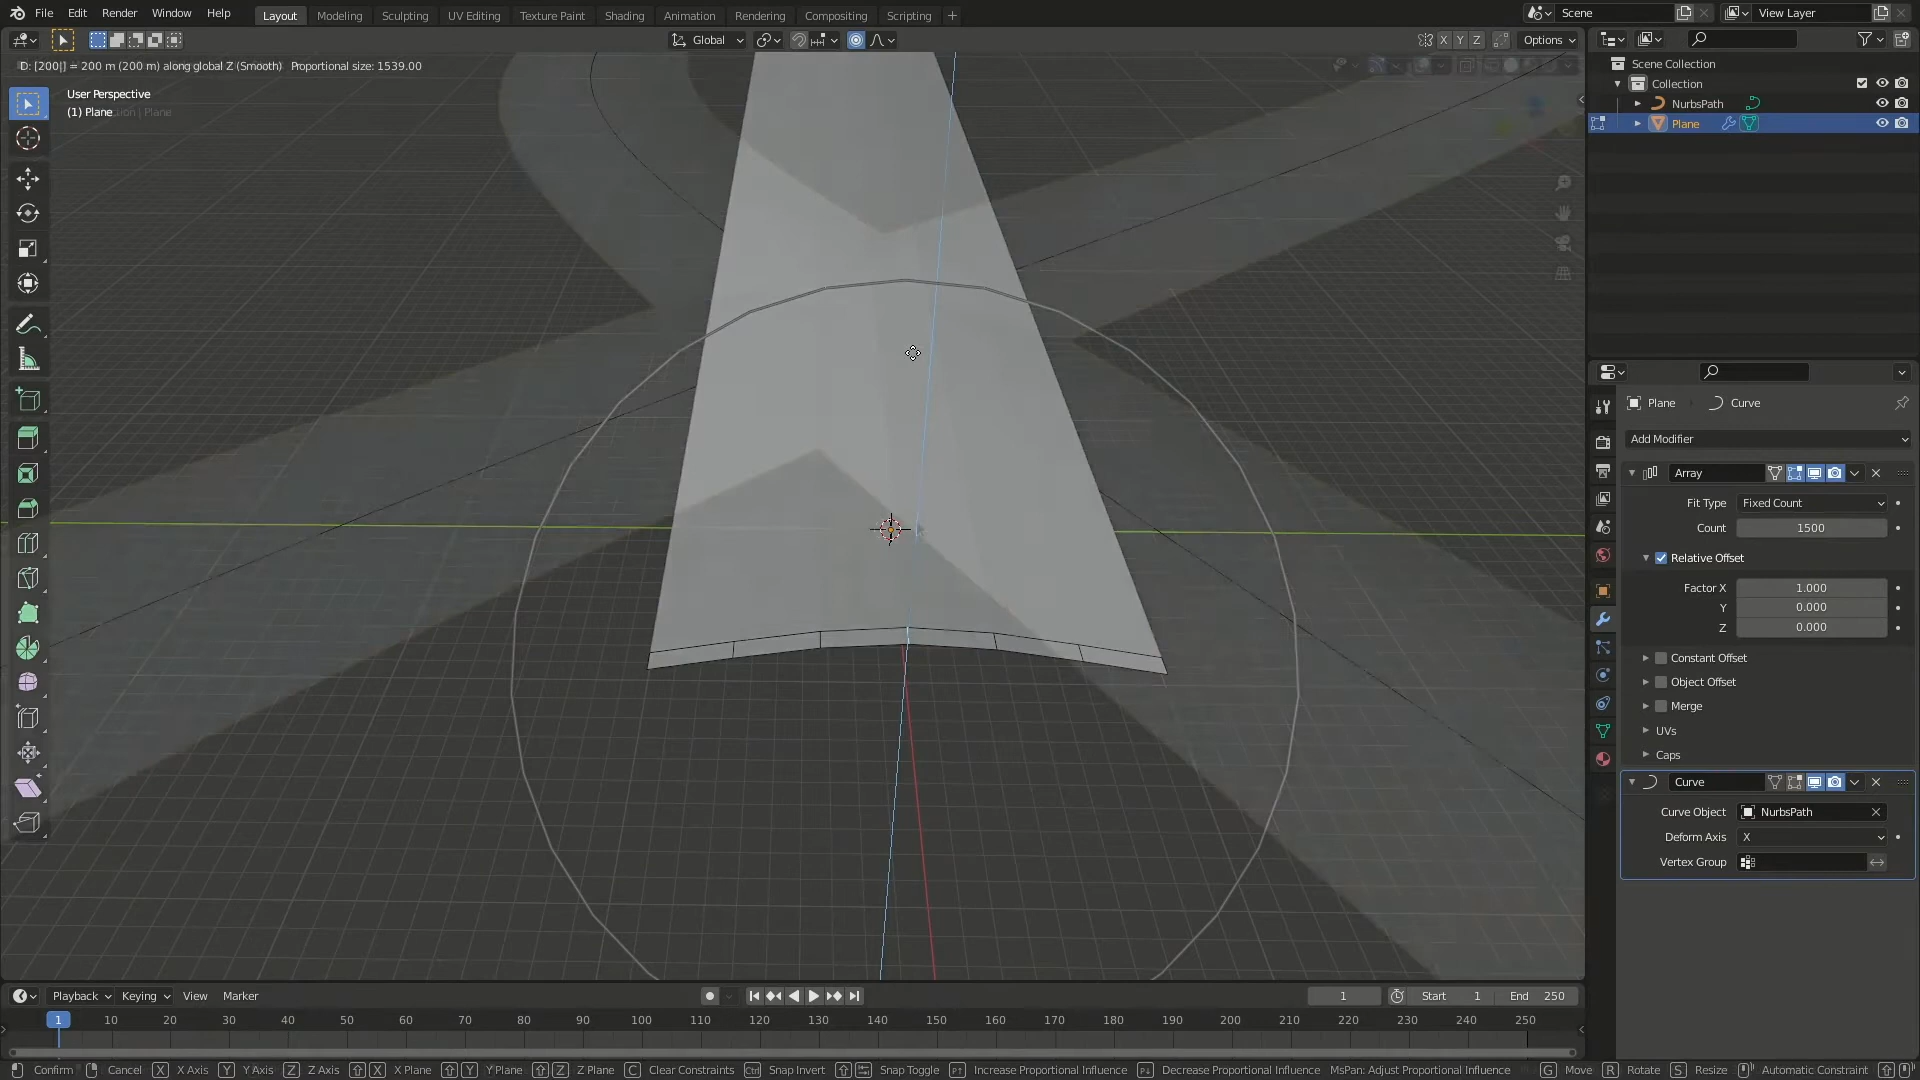 File Edit Render Window Help Layout Modeling Sculpting UV Editing Texture Paint Shading Animation Rendering Compositing Scripting + Scene View Layer
Global X Y Z Options
D: [200|] = 200 m (200 m) along global Z (Smooth) Proportional size: 1539.00
User Perspective
(1) Plane
Scene Collection
Collection
NurbsPath
Plane
Plane Curve
Add Modifier
Array
Fit Type Fixed Count
Count 1500
Relative Offset
Factor X 1.000
Y 0.000
Z 0.000
Constant Offset
Object Offset
Merge
UVs
Caps
Curve
Curve Object NurbsPath
Deform Axis X
Vertex Group
Playback Keying View Marker 1 Start 1 End 250
1 10 20 30 40 50 60 70 80 90 100 110 120 130 140 150 160 170 180 190 200 210 220 230 240 250
Confirm Cancel X X Axis Y Y Axis Z Z Axis X X Plane Y Y Plane Z Z Plane C Clear Constraints Ctrl Snap Invert Snap Toggle Increase Proportional Influence Decrease Proportional Influence MsPan: Adjust Proportional Influence G Move R Rotate S Resize Automatic Constraint